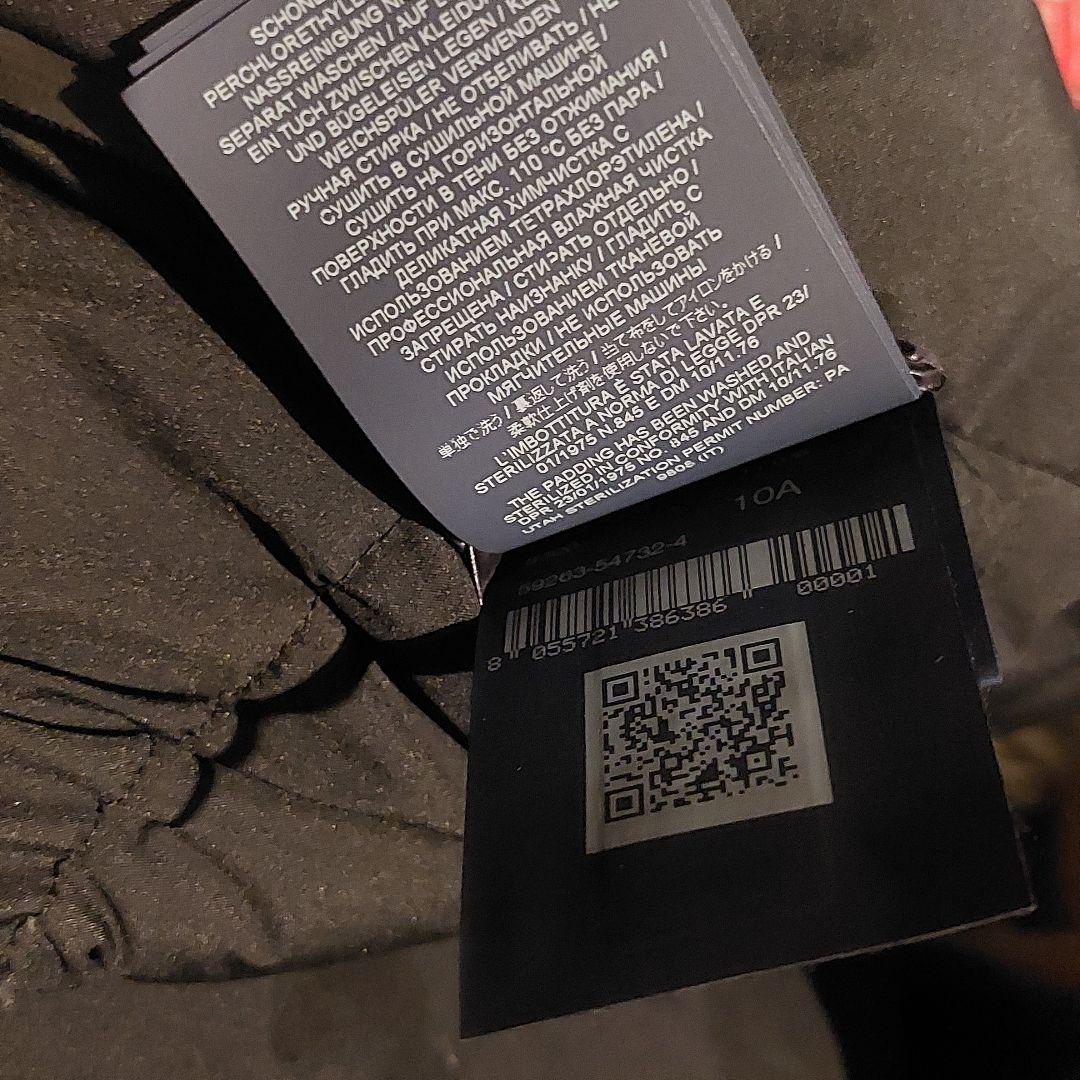 SCHONE
PERCHLORETHYLE
NASSREINIGUNG
SEPARAT WASCHEN / AUF
EIN TUCH ZWISCHEN KLEIDU
UND BÜGELEISEN LEGEN /
WEICHSPÜLER VERWENDEN
РУЧНАЯ СТИРКА / НЕ ОТБЕЛИВАТЬ / НЕ
СУШИТЬ В СУШИЛЬНОЙ МАШИНЕ /
СУШИТЬ НА ГОРИЗОНТАЛЬНОЙ
ПОВЕРХНОСТИ В ТЕНИ БЕЗ ОТЖИМАНИЯ /
ГЛАДИТЬ ПРИ МАКС. 110 °C БЕЗ ПАРА /
ДЕЛИКАТНАЯ ХИМЧИСТКА С
ИСПОЛЬЗОВАНИЕМ ТЕТРАХЛОРЭТИЛЕНА /
ПРОФЕССИОНАЛЬНАЯ ВЛАЖНАЯ ЧИСТКА
ЗАПРЕЩЕНА / СТИРАТЬ ОТДЕЛЬНО /
СТИРАТЬ НАИЗНАНКУ / ГЛАДИТЬ С
ИСПОЛЬЗОВАНИЕМ ТКАНЕВОЙ
ПРОКЛАДКИ / НЕ ИСПОЛЬЗОВАТЬ
МЯГЧИТЕЛЬНЫЕ МАШИНЫ
単独で洗う / 裏返して洗う / 当て布をしてアイロンをかける /
柔軟仕上げ剤を使用しないで下さい。
L'IMBOTTITURA E STATA LAVATA E
STERILIZZATA A NORMA DI LEGGE DPR 23/
01/1975 N.845 E DM 10/11.76
THE PADDING HAS BEEN WASHED AND
STERILIZED IN CONFORMITY WITH ITALIAN
DPR 23/01/1975 NO. 845 AND DM 10/11.76
UTAH STERILIZATION PERMIT NUMBER: PA
9808 (IT)
10A
59263-54732-4
8 055721 386386 00001